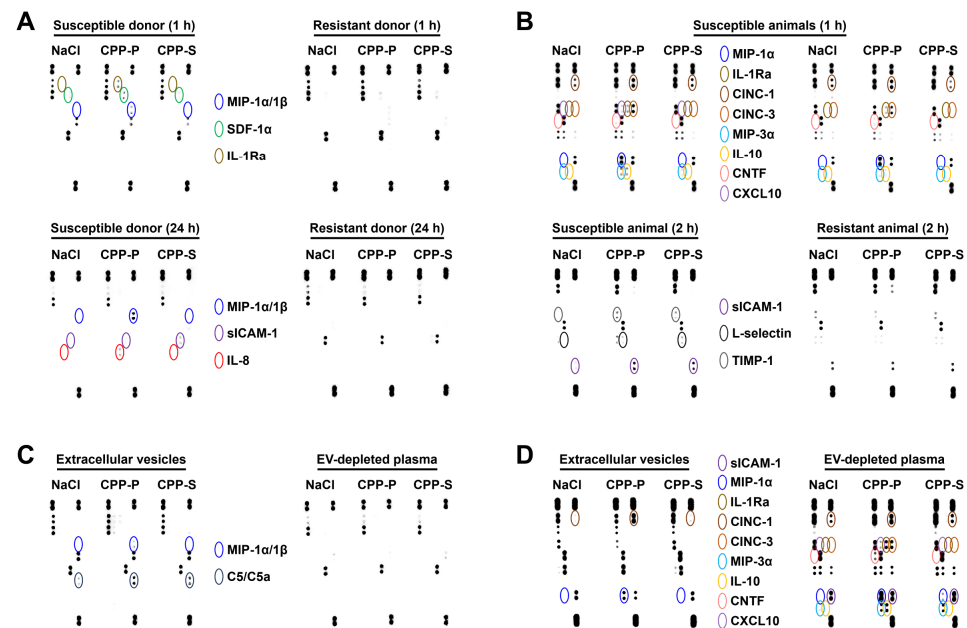 A
Susceptible donor (1 h)
NaCl CPP-P CPP-S
Resistant donor (1 h)
NaCl CPP-P CPP-S
MIP-1α/1β
SDF-1α
IL-1Ra
Susceptible donor (24 h)
NaCl CPP-P CPP-S
Resistant donor (24 h)
NaCl CPP-P CPP-S
MIP-1α/1β
sICAM-1
IL-8
B
Susceptible animals (1 h)
NaCl CPP-P CPP-S
NaCl CPP-P CPP-S
MIP-1α
IL-1Ra
CINC-1
CINC-3
MIP-3α
IL-10
CNTF
CXCL10
Susceptible animal (2 h)
NaCl CPP-P CPP-S
Resistant animal (2 h)
NaCl CPP-P CPP-S
sICAM-1
L-selectin
TIMP-1
C
Extracellular vesicles
NaCl CPP-P CPP-S
EV-depleted plasma
NaCl CPP-P CPP-S
MIP-1α/1β
C5/C5a
D
Extracellular vesicles
NaCl CPP-P CPP-S
EV-depleted plasma
NaCl CPP-P CPP-S
sICAM-1
MIP-1α
IL-1Ra
CINC-1
CINC-3
MIP-3α
IL-10
CNTF
CXCL10